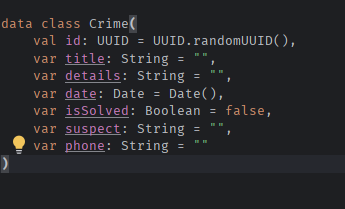 data class Crime(
    val id: UUID = UUID.randomUUID(),
    var title: String = "",
    var details: String = "",
    var date: Date = Date(),
    var isSolved: Boolean = false,
    var suspect: String = "",
    var phone: String = ""
)